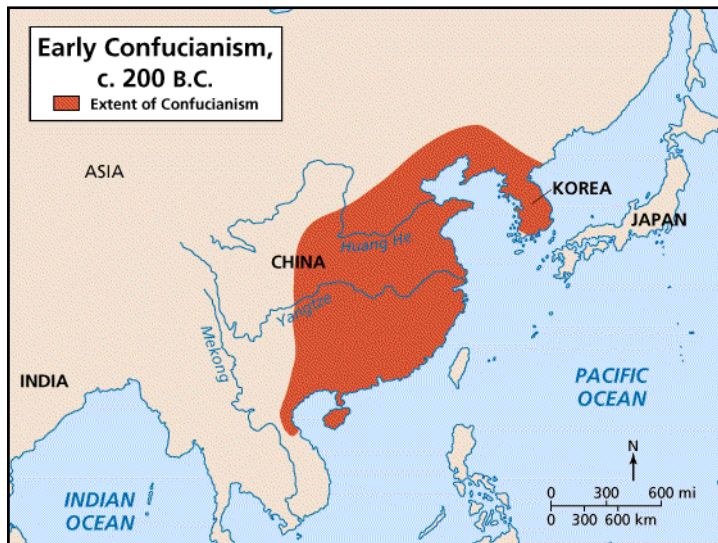 Early Confucianism,
c. 200 B.C.
Extent of Confucianism
ASIA
KOREA
JAPAN
Huang He
CHINA
Yangtze
Mekong
INDIA
PACIFIC
OCEAN
N
INDIAN
OCEAN
0 300 600 mi
0 300 600 km